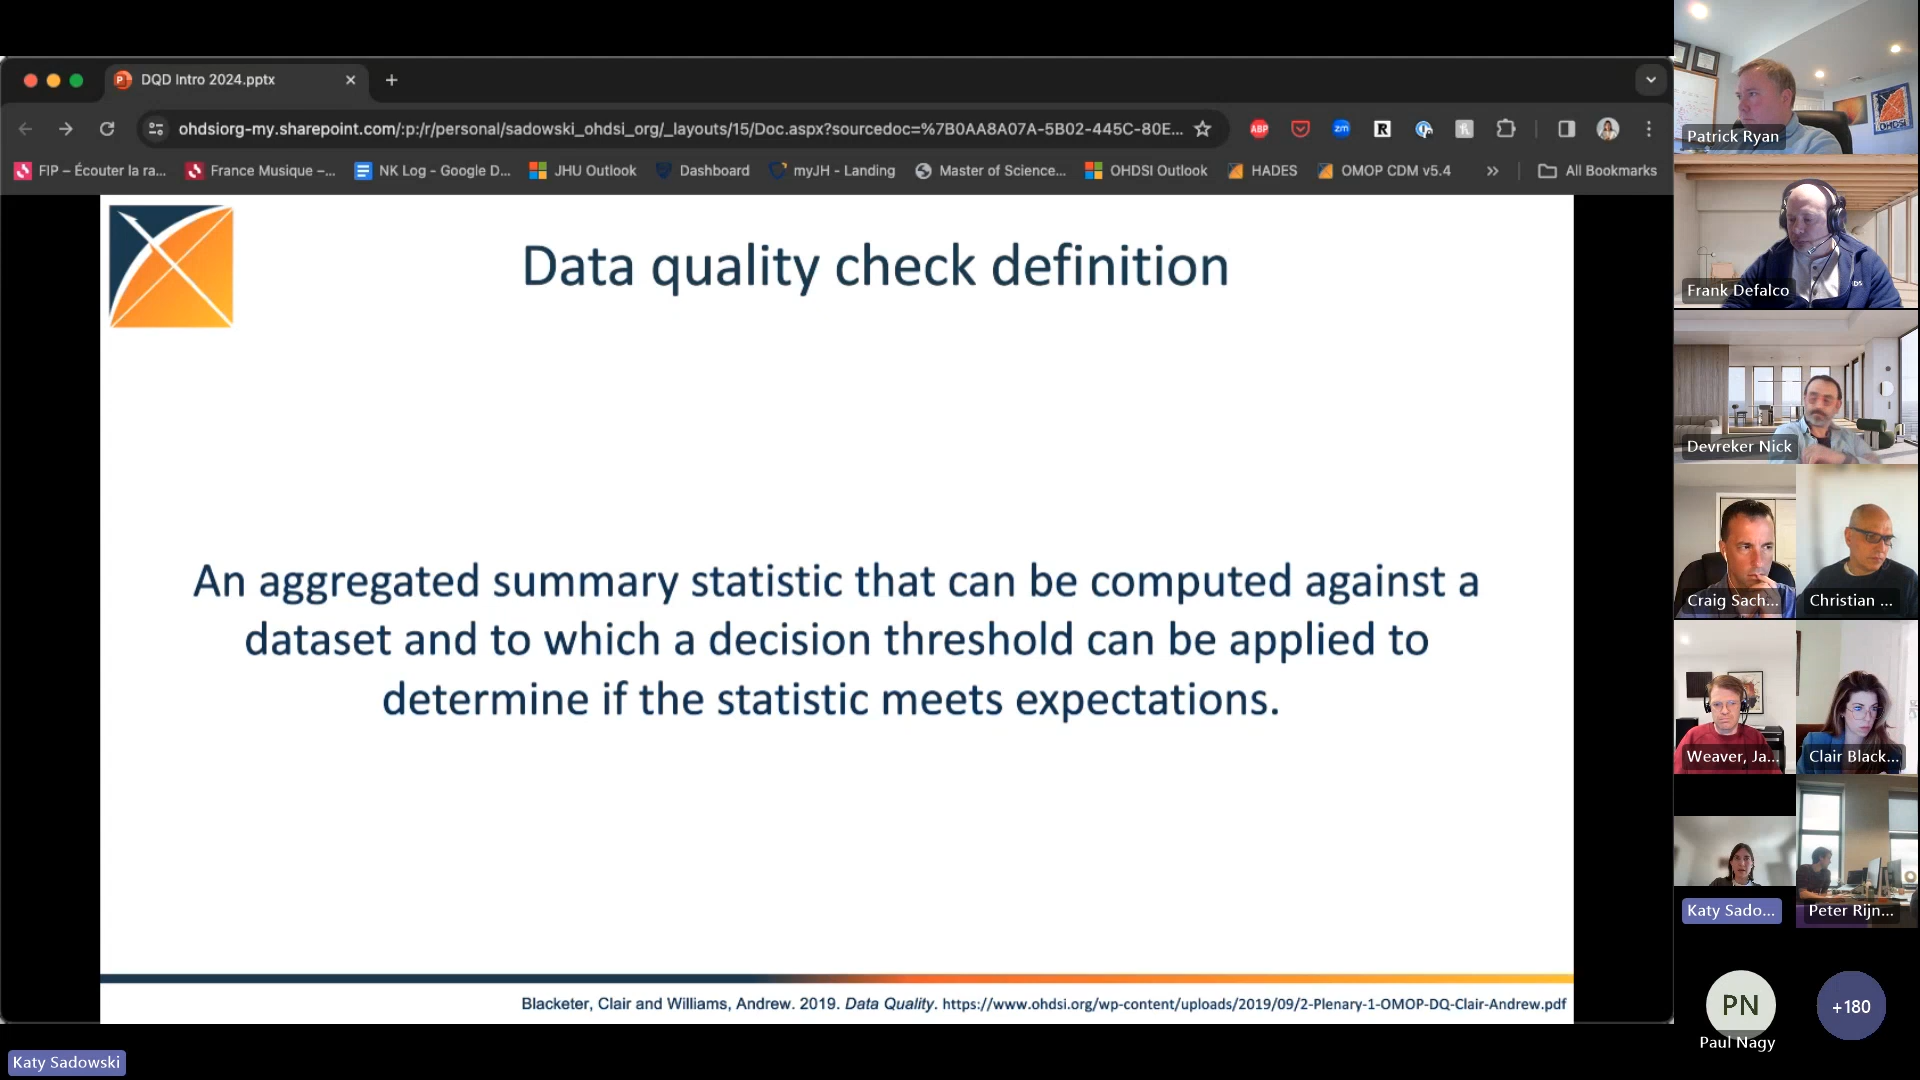 DQD Intro 2024.pptx
ohdsiorg-my.sharepoint.com/:p:/r/personal/sadowski_ohdsi_org/_layouts/15/Doc.aspx?sourcedoc=%7B0AA8A07A-5B02-445C-80E...
ABP
zm
R
FIP – Écouter la ra...
France Musique –...
NK Log - Google D...
JHU Outlook
Dashboard
myJH - Landing
Master of Science...
OHDSI Outlook
HADES
OMOP CDM v5.4
All Bookmarks
Data quality check definition
An aggregated summary statistic that can be computed against a
dataset and to which a decision threshold can be applied to
determine if the statistic meets expectations.
Blacketer, Clair and Williams, Andrew. 2019. Data Quality. https://www.ohdsi.org/wp-content/uploads/2019/09/2-Plenary-1-OMOP-DQ-Clair-Andrew.pdf
Katy Sadowski
OHDSI
Patrick Ryan
Frank Defalco
Devreker Nick
Craig Sach...
Christian ...
Weaver, Ja...
Clair Black...
Katy Sado...
Peter Rijn...
PN
Paul Nagy
+180